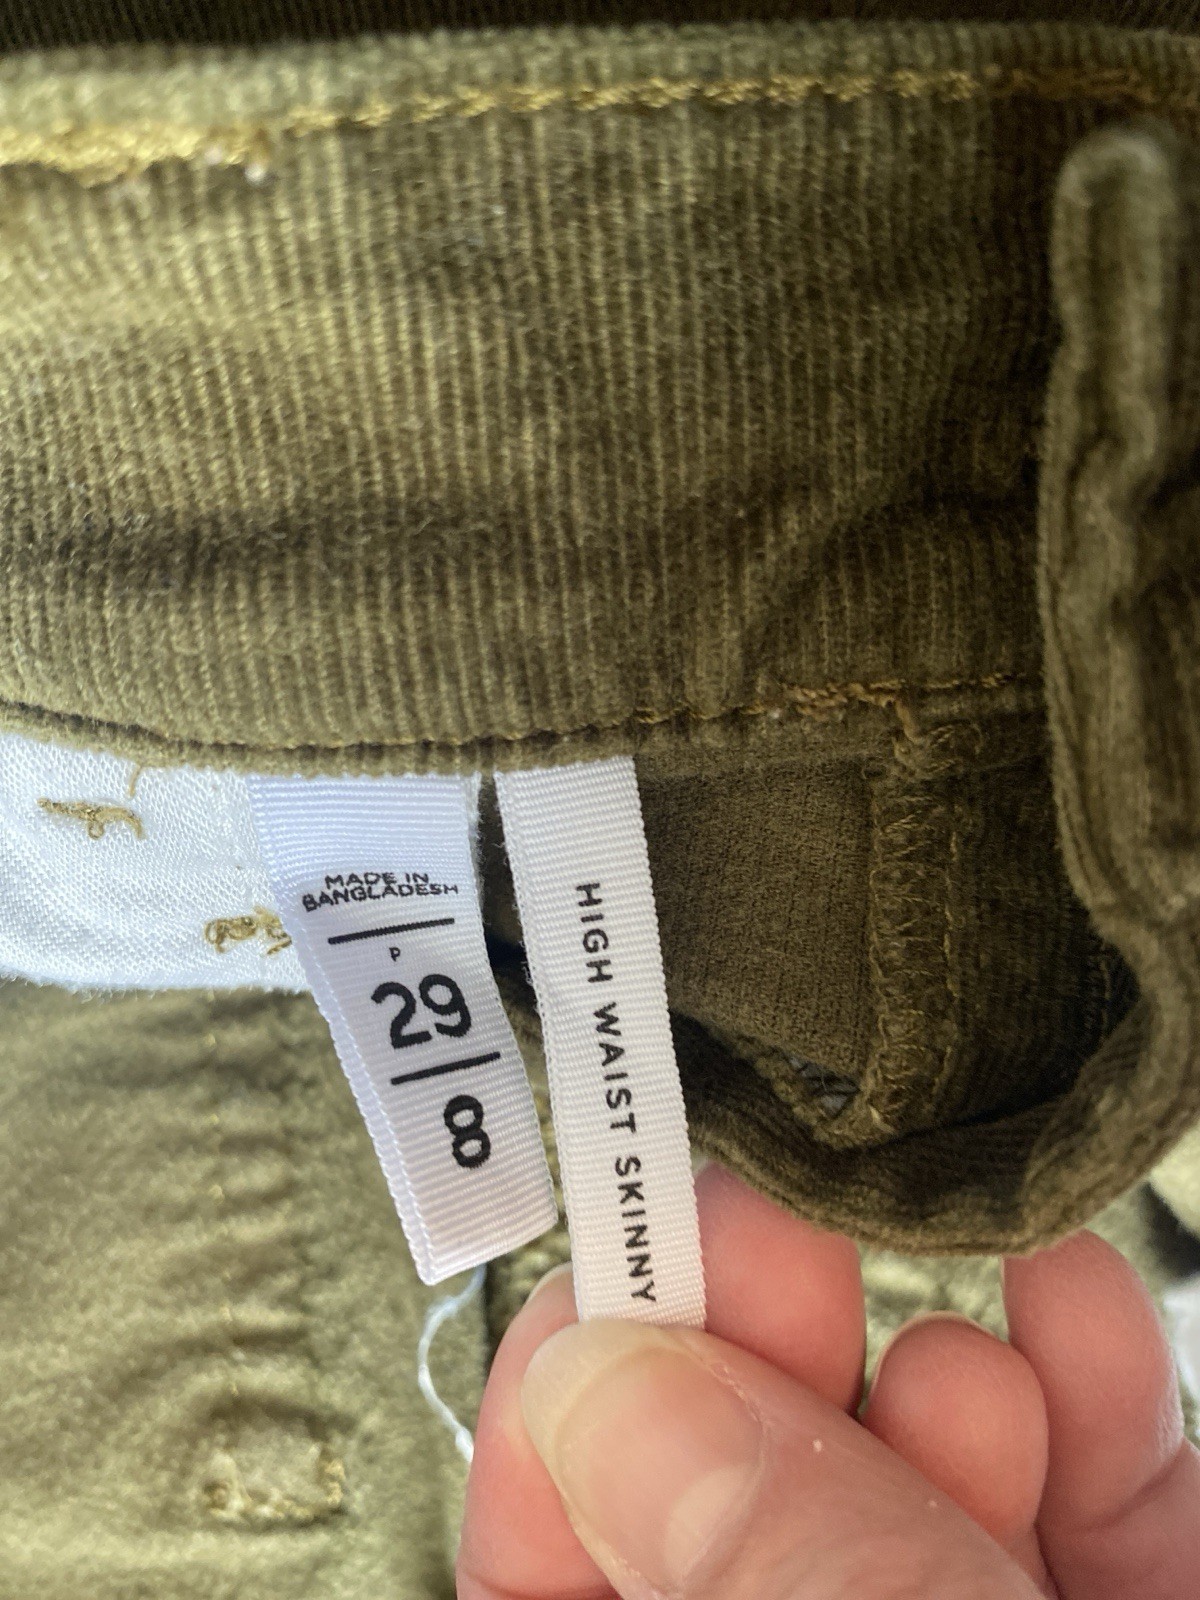 MADE IN
BANGLADESH
P
29
8
HIGH WAIST SKINNY